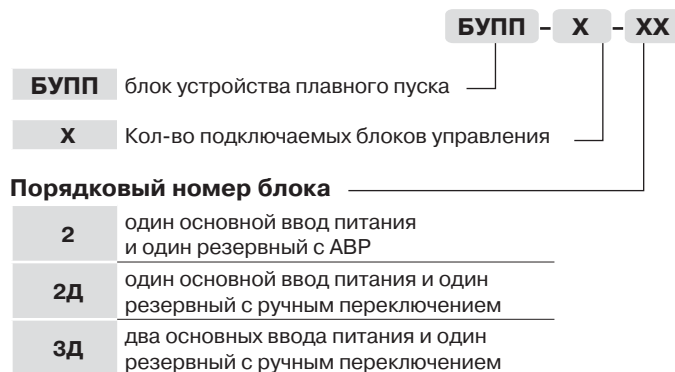 БУПП – X – XX
БУПП блок устройства плавного пуска
X Кол-во подключаемых блоков управления
Порядковый номер блока
2 один основной ввод питания
и один резервный с АВР
2Д один основной ввод питания и один
резервный с ручным переключением
3Д два основных ввода питания и один
резервный с ручным переключением